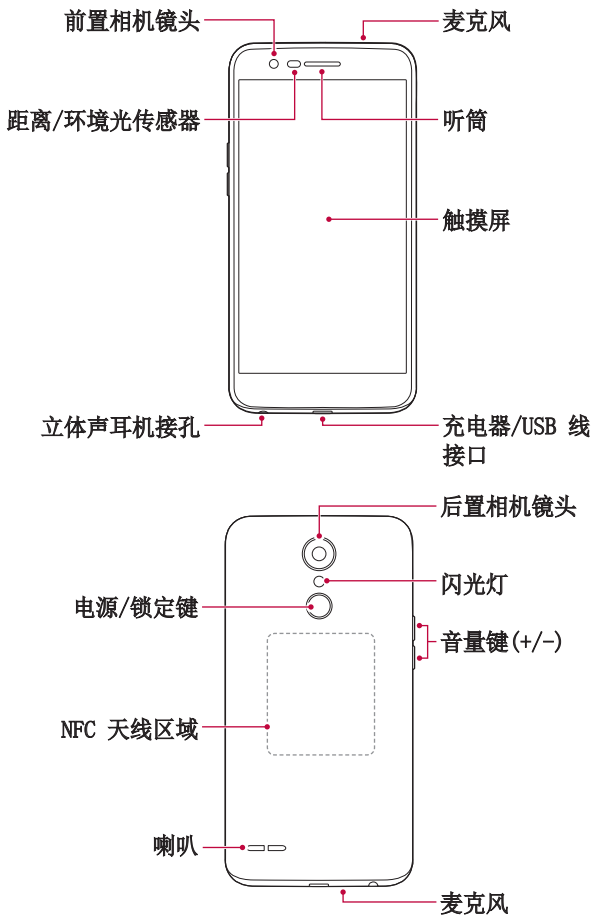 前置相机镜头
麦克风
距离/环境光传感器
听筒
触摸屏
立体声耳机接孔
充电器/USB 线
接口
后置相机镜头
闪光灯
电源/锁定键
音量键(+/-)
NFC 天线区域
喇叭
麦克风